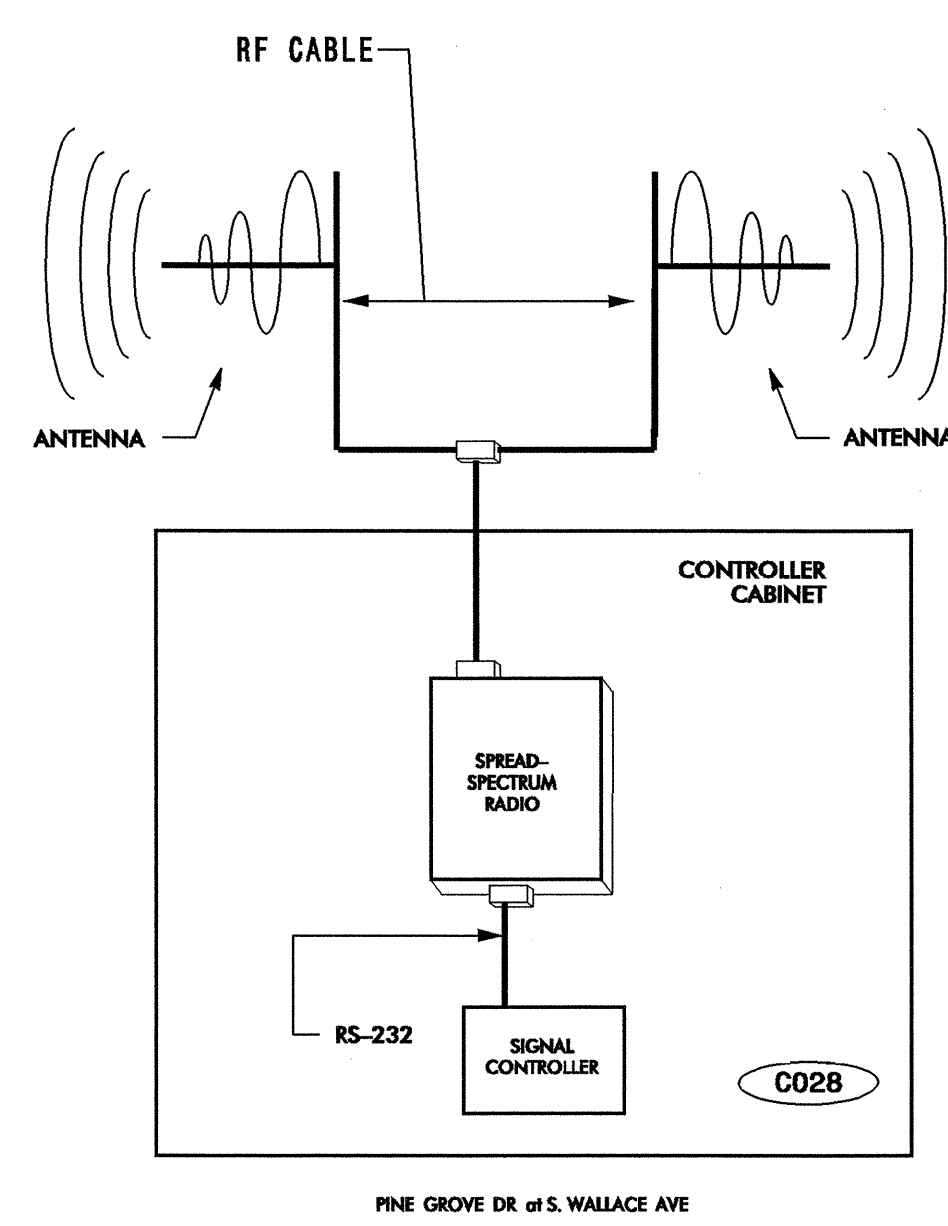 RF CABLE
ANTENNA
ANTENNA
CONTROLLER
CABINET
SPREAD–
SPECTRUM
RADIO
RS–232
SIGNAL
CONTROLLER
C028
PINE GROVE DR at S. WALLACE AVE